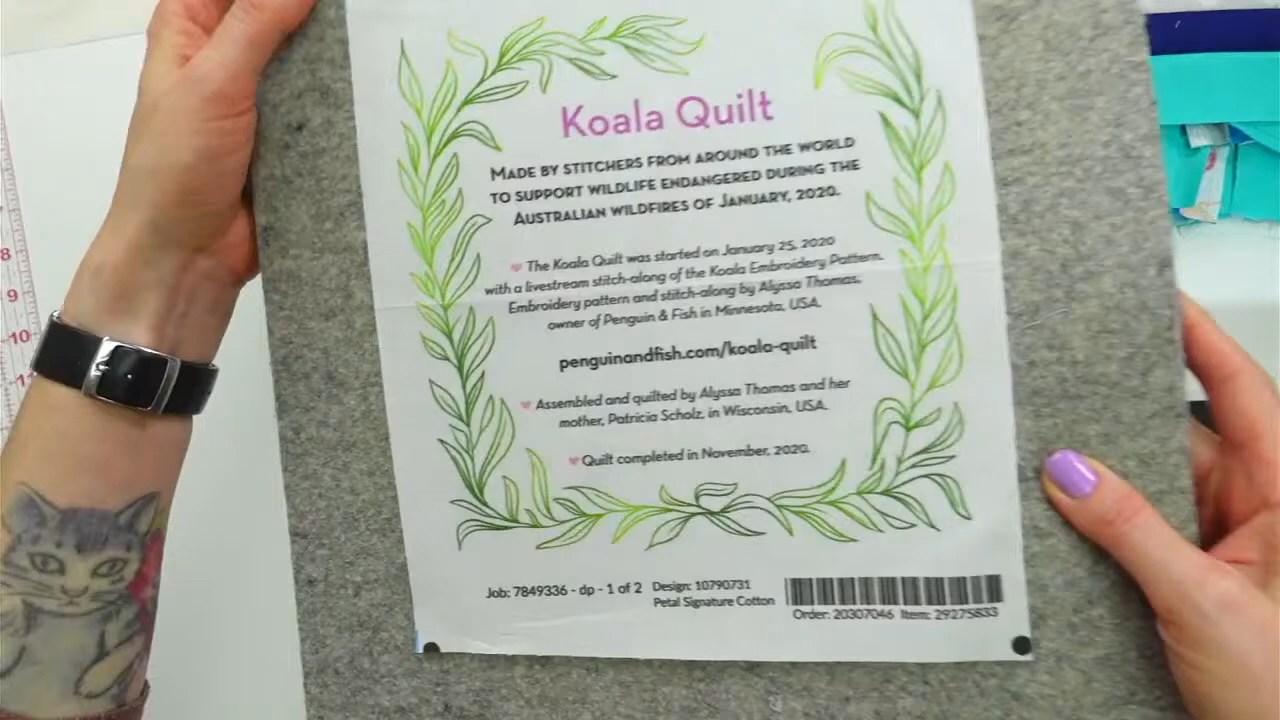 Koala Quilt
MADE BY STITCHERS FROM AROUND THE WORLD
TO SUPPORT WILDLIFE ENDANGERED DURING THE
AUSTRALIAN WILDFIRES OF JANUARY, 2020.
The Koala Quilt was started on January 25, 2020
with a livestream stitch-along of the Koala Embroidery Pattern.
Embroidery pattern and stitch-along by Alyssa Thomas,
owner of Penguin & Fish in Minnesota, USA.
penguinandfish.com/koala-quilt
Assembled and quilted by Alyssa Thomas and her
mother, Patricia Scholz, in Wisconsin, USA.
Quilt completed in November, 2020.
Job: 7849336 - dp - 1 of 2 Design: 10790731
Petal Signature Cotton
Order: 20307046 Item: 29275833
8
9
10